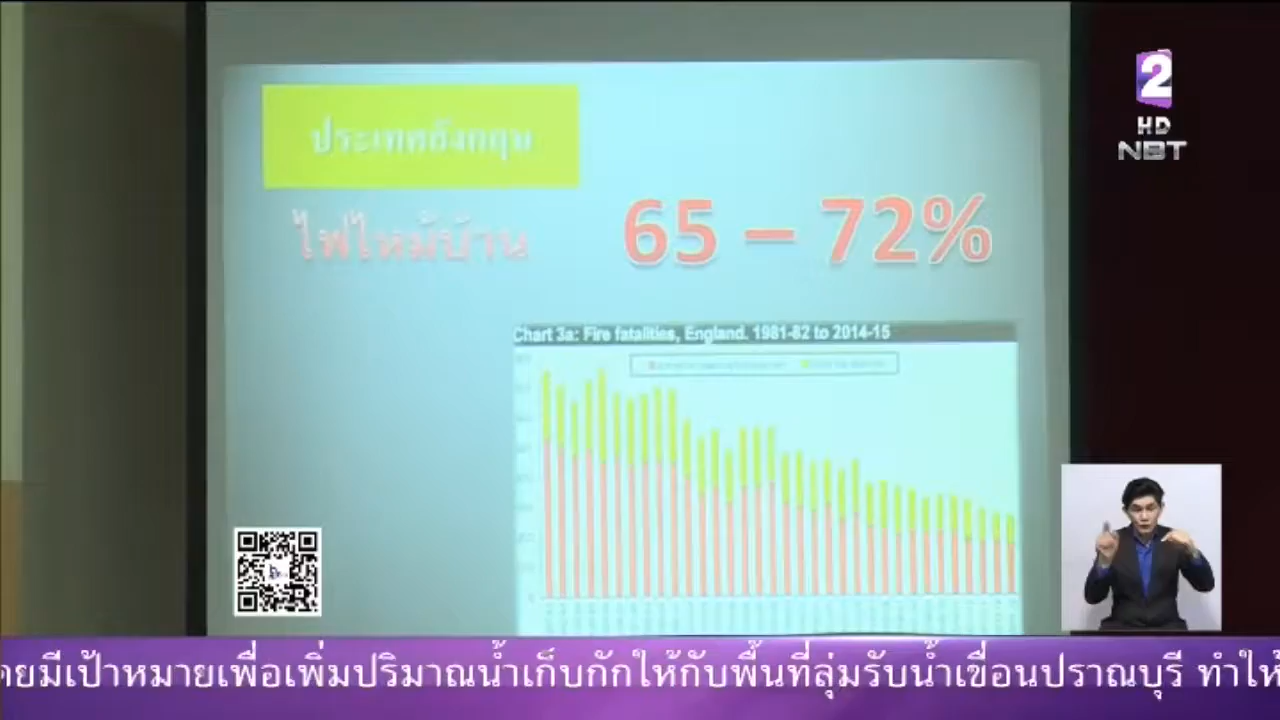 ประเทศอังกฤษ
ไฟไหม้บ้าน
65 – 72%
Chart 3a: Fire fatalities, England. 1981-82 to 2014-15
2
HD
NBT
ยมีเป้าหมายเพื่อเพิ่มปริมาณน้ำเก็บกักให้กับพื้นที่ลุ่มรับน้ำเขื่อนปราณบุรี ทำให้